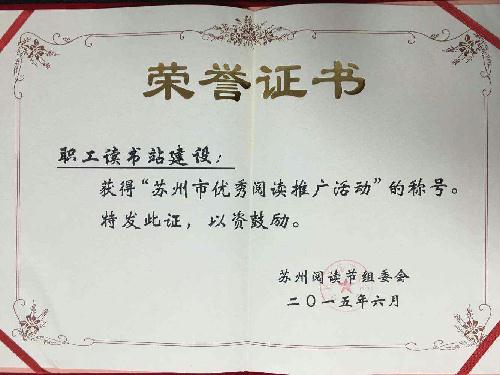 荣誉证书
职工读书站建设：
获得“苏州市优秀阅读推广活动”的称号。
特发此证，以资鼓励。
苏州阅读节组委会
二〇一五年六月